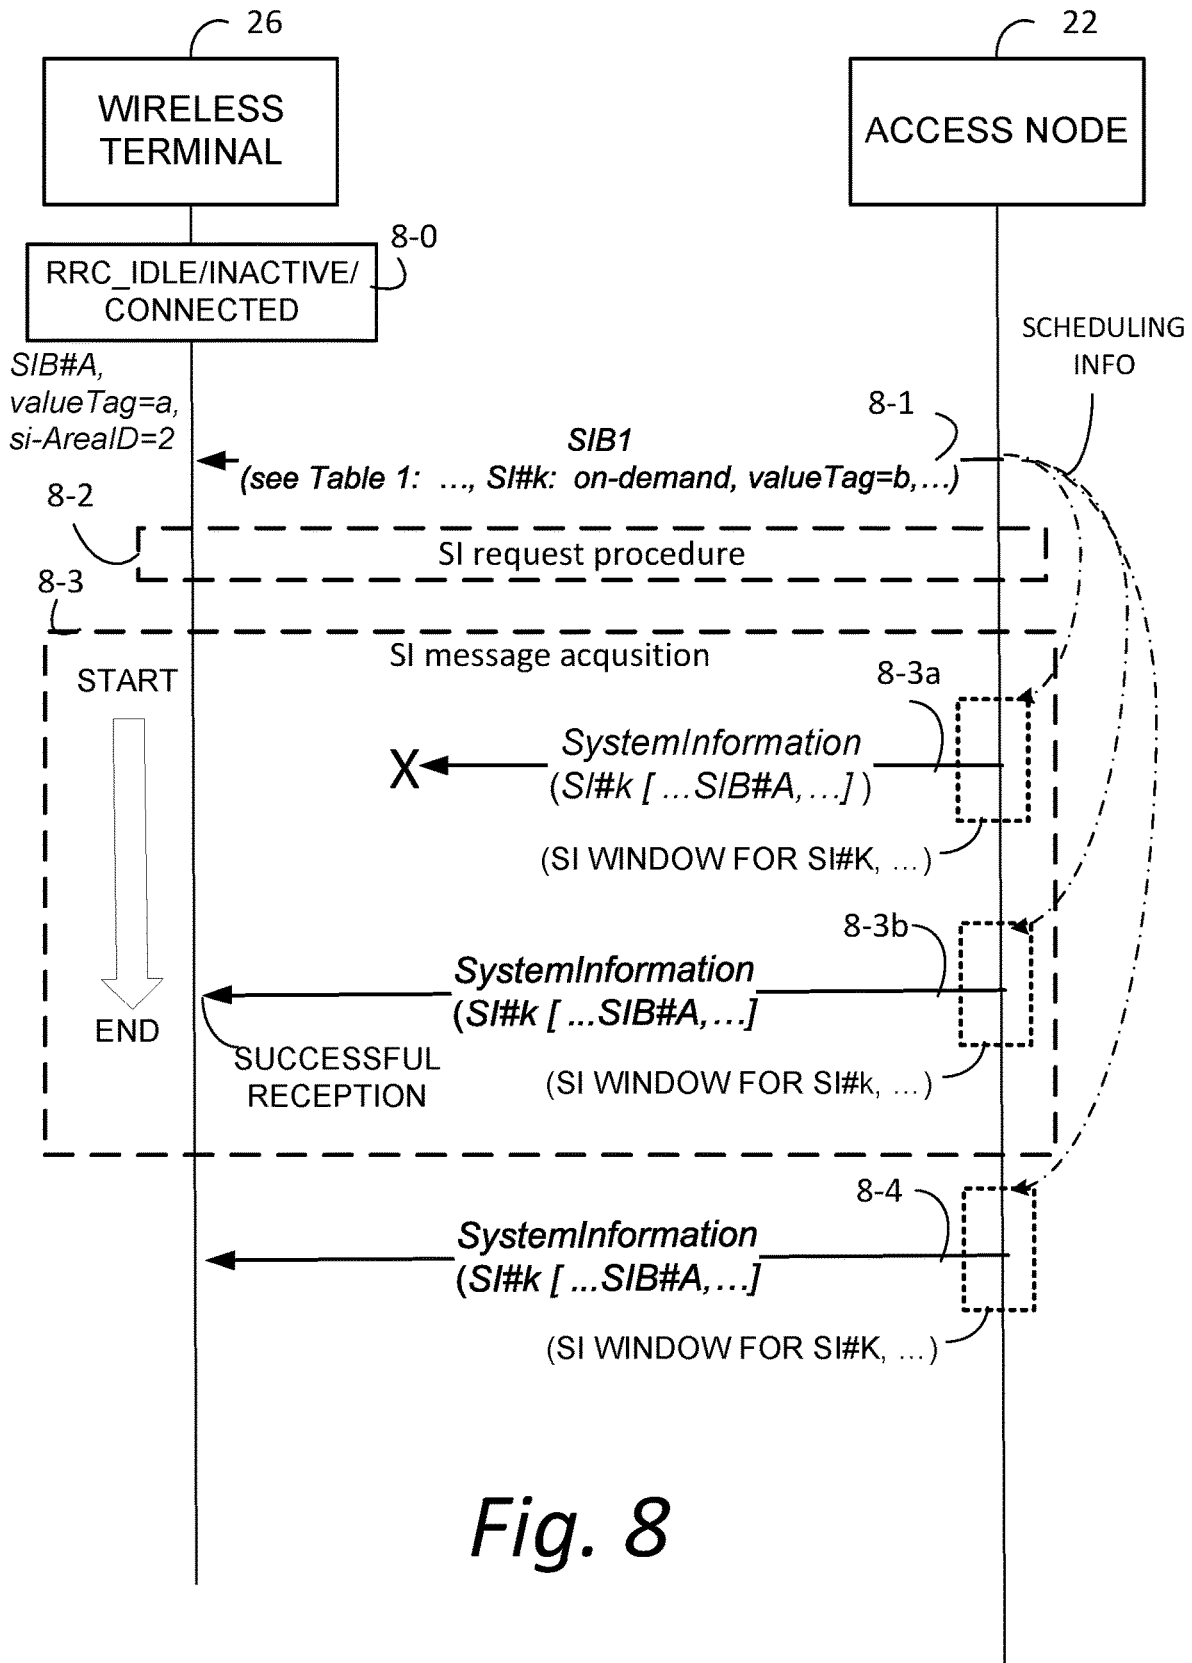 26
22
WIRELESS
TERMINAL
ACCESS NODE
8-0
RRC_IDLE/INACTIVE/
CONNECTED
SCHEDULING
INFO
SIB#A,
valueTag=a,
si-AreaID=2
8-1
SIB1
(see Table 1: ..., SI#k: on-demand, valueTag=b,...)
8-2
SI request procedure
8-3
SI message acqusition
START
8-3a
SystemInformation
(SI#k [ ...SIB#A,...] )
X
(SI WINDOW FOR SI#K, ...)
8-3b
SystemInformation
(SI#k [ ...SIB#A,...]
END
SUCCESSFUL
RECEPTION
(SI WINDOW FOR SI#k, ...)
8-4
SystemInformation
(SI#k [ ...SIB#A,...]
(SI WINDOW FOR SI#K, ...)
Fig. 8